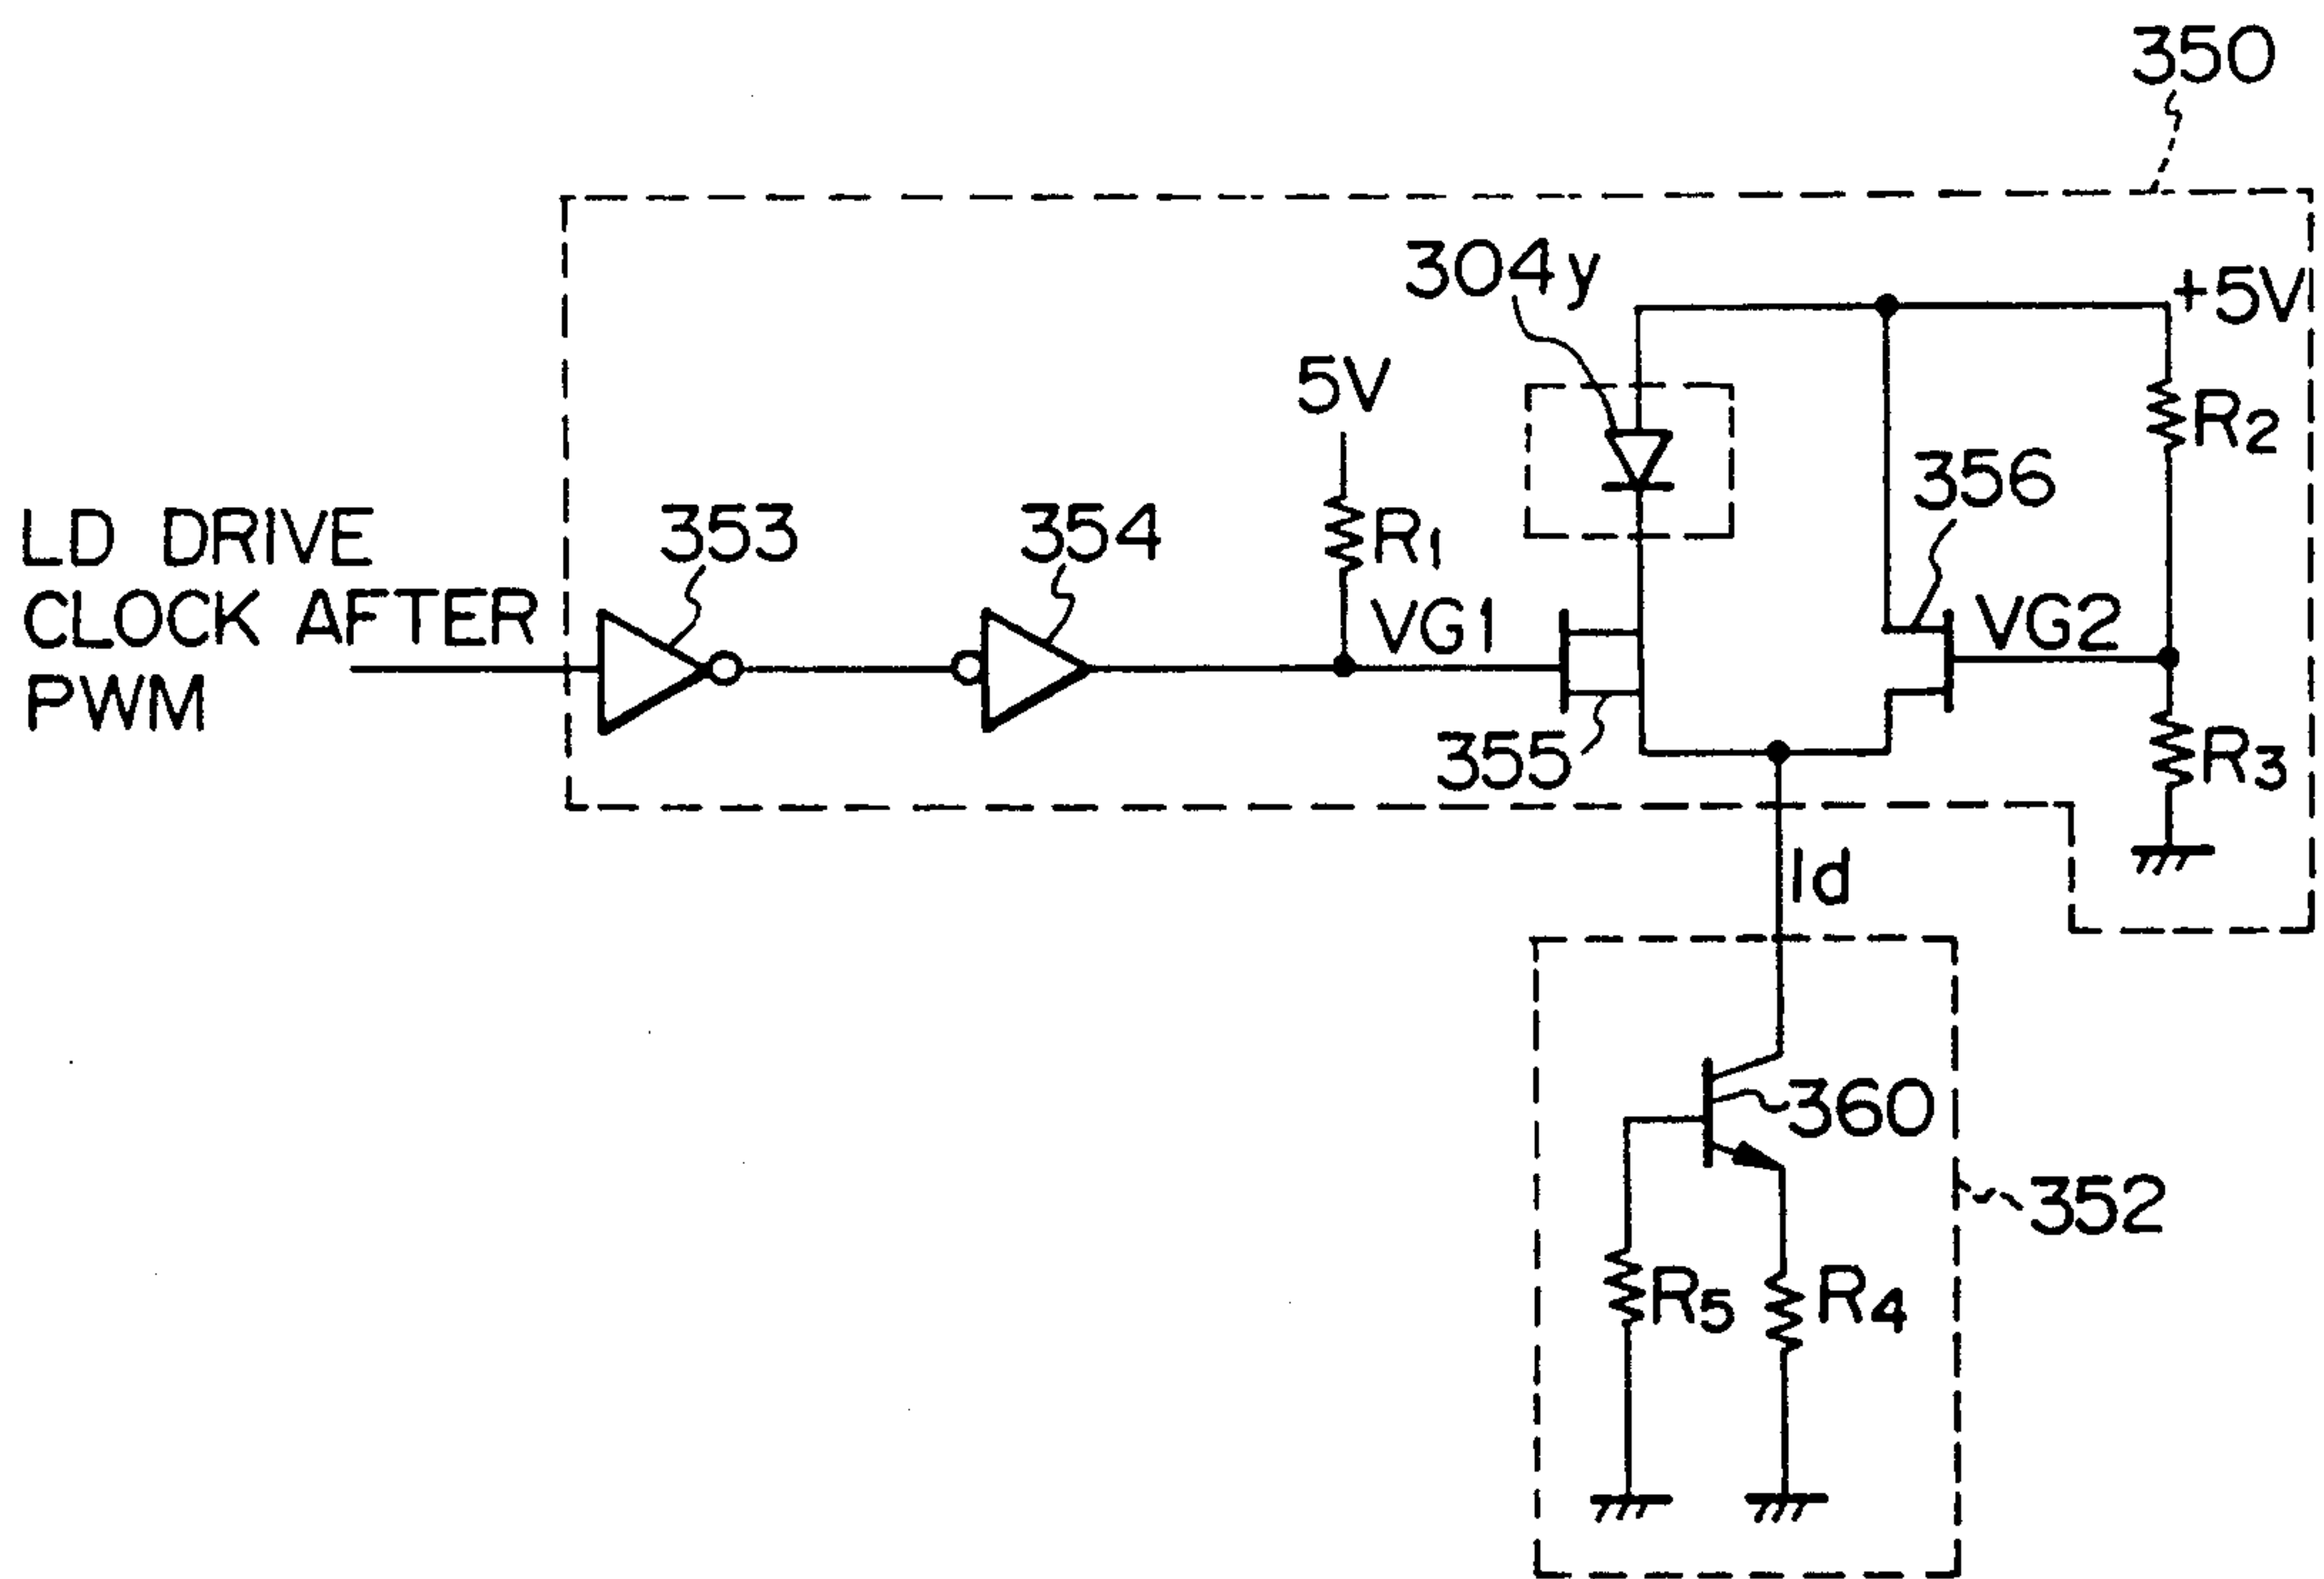 350
304y
+5V
5V
R2
356
353
354
R1
LD DRIVE
CLOCK AFTER
PWM
VG1
VG2
355
R3
Id
360
352
R5
R4